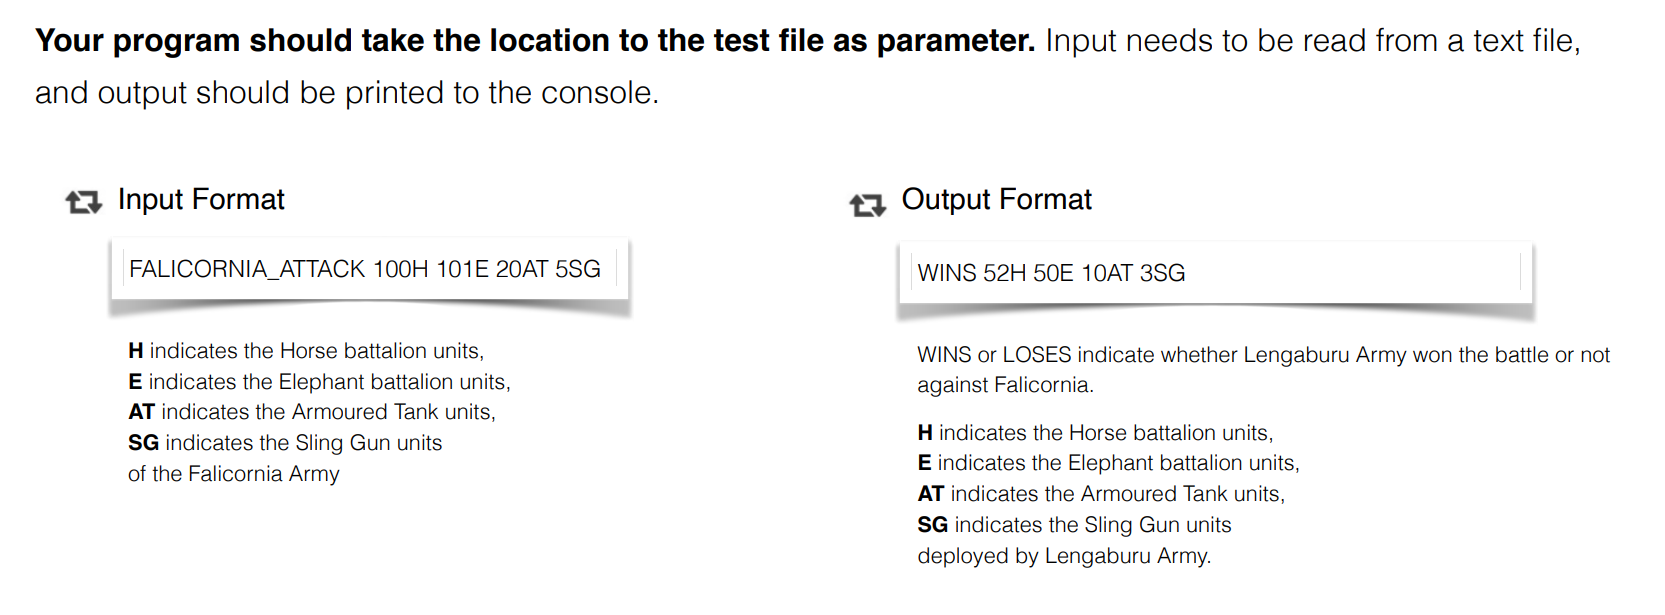 Your program should take the location to the test file as parameter. Input needs to be read from a text file,
and output should be printed to the console.
Input Format
FALICORNIA_ATTACK 100H 101E 20AT 5SG
H indicates the Horse battalion units,
E indicates the Elephant battalion units,
AT indicates the Armoured Tank units,
SG indicates the Sling Gun units
of the Falicornia Army
Output Format
WINS 52H 50E 10AT 3SG
WINS or LOSES indicate whether Lengaburu Army won the battle or not
against Falicornia.
H indicates the Horse battalion units,
E indicates the Elephant battalion units,
AT indicates the Armoured Tank units,
SG indicates the Sling Gun units
deployed by Lengaburu Army.